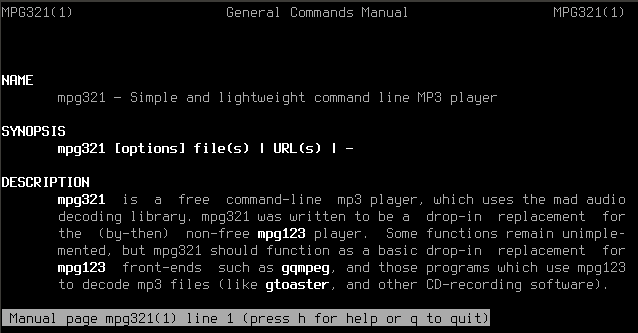 MPG321(1) General Commands Manual MPG321(1)
NAME
mpg321 – Simple and lightweight command line MP3 player
SYNOPSIS
mpg321 [options] file(s) | URL(s) | –
DESCRIPTION
mpg321 is a free command-line mp3 player, which uses the mad audio
decoding library. mpg321 was written to be a drop-in replacement for
the (by-then) non-free mpg123 player. Some functions remain unimple-
mented, but mpg321 should function as a basic drop-in replacement for
mpg123 front-ends such as gqmpeg, and those programs which use mpg123
to decode mp3 files (like gtoaster, and other CD-recording software).
Manual page mpg321(1) line 1 (press h for help or q to quit)